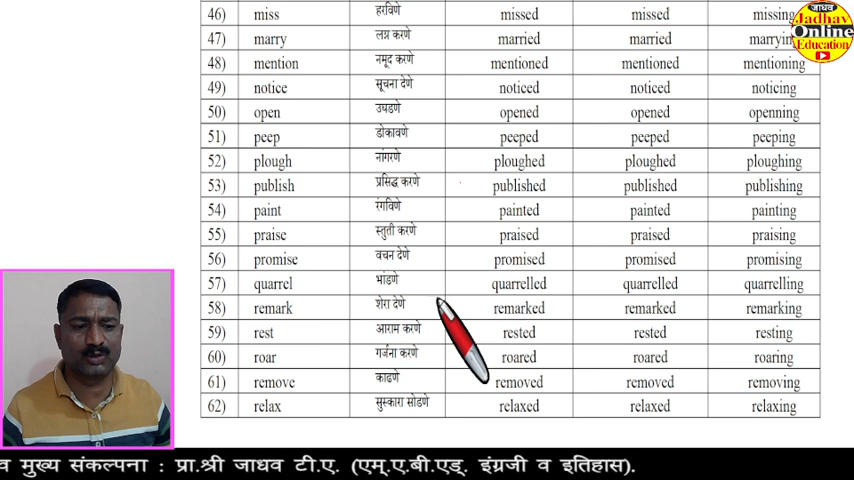 46) miss हरविणे missed missed missing
47) marry लग्न करणे married married marryin
48) mention नमूद करणे mentioned mentioned mentioning
49) notice सूचना देणे noticed noticed noticing
50) open उघडणे opened opened openning
51) peep डोकावणे peeped peeped peeping
52) plough नांगरणे ploughed ploughed ploughing
53) publish प्रसिद्ध करणे published published publishing
54) paint रंगविणे painted painted painting
55) praise स्तुती करणे praised praised praising
56) promise वचन देणे promised promised promising
57) quarrel भांडणे quarrelled quarrelled quarrelling
58) remark शेरा देणे remarked remarked remarking
59) rest आराम करणे rested rested resting
60) roar गर्जना करणे roared roared roaring
61) remove काढणे removed removed removing
62) relax सुस्कारा सोडणे relaxed relaxed relaxing
जाधव
Jadhav
Online
Education
व मुख्य संकल्पना : प्रा.श्री जाधव टी.ए. (एम्.ए.बी.एड्. इंग्रजी व इतिहास).